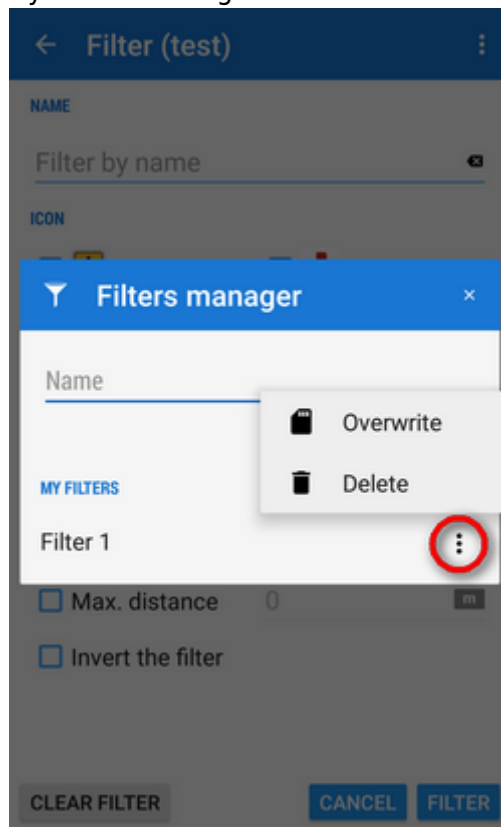 Filter (test)
NAME
Filter by name
ICON
Filters manager
Name
Overwrite
Delete
MY FILTERS
Filter 1
Max. distance 0 m
Invert the filter
CLEAR FILTER CANCEL FILTER